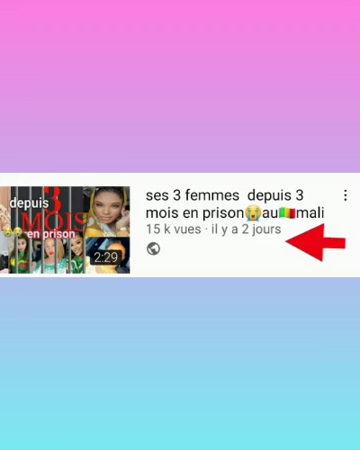 depuis 3
MOIS
en prison
2:29
ses 3 femmes depuis 3
mois en prison😭au🇲🇱mali
15 k vues · il y a 2 jours